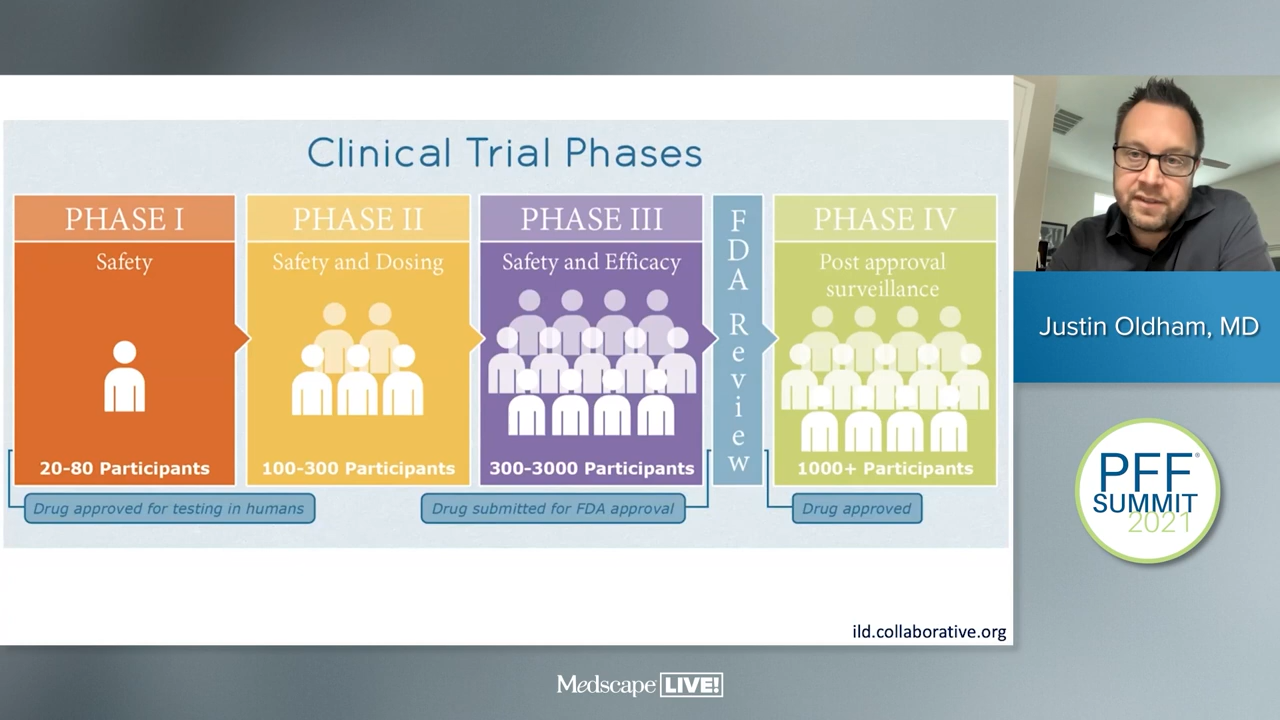 Clinical Trial Phases
PHASE I
Safety
20-80 Participants
PHASE II
Safety and Dosing
100-300 Participants
PHASE III
Safety and Efficacy
300-3000 Participants
FDA Review
PHASE IV
Post approval
surveillance
1000+ Participants
Drug approved for testing in humans
Drug submitted for FDA approval
Drug approved
ild.collaborative.org
Justin Oldham, MD
PFF®
SUMMIT
2021
Medscape LIVE!